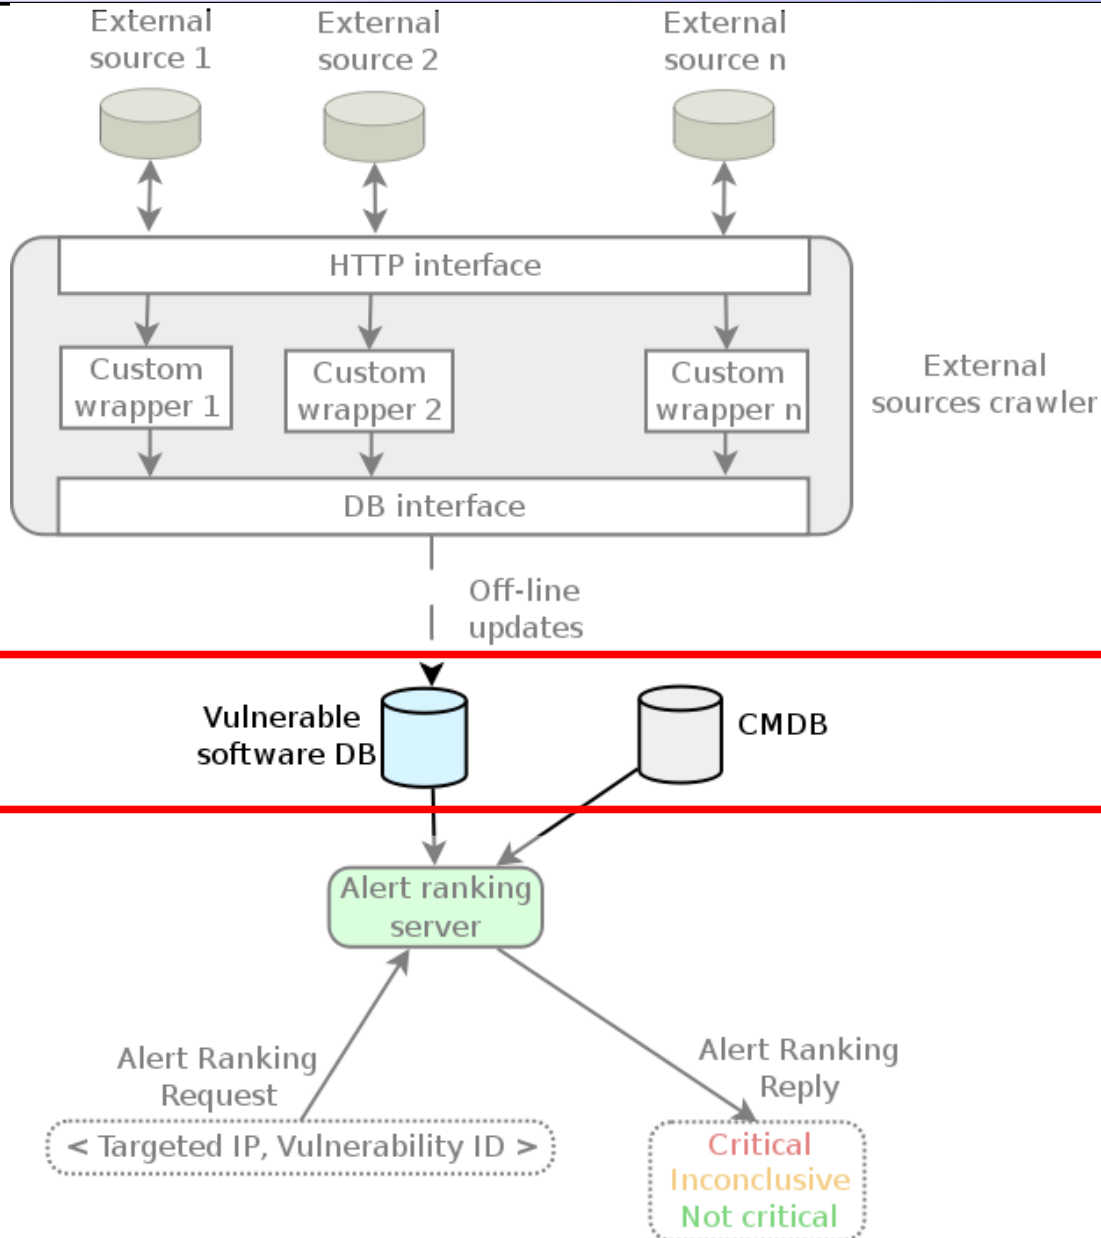 External
source 1
External
source 2
External
source n
HTTP interface
Custom
wrapper 1
Custom
wrapper 2
Custom
wrapper n
External
sources crawler
DB interface
Off-line
updates
Vulnerable
software DB
CMDB
Alert ranking
server
Alert Ranking
Request
Alert Ranking
Reply
< Targeted IP, Vulnerability ID >
Critical
Inconclusive
Not critical